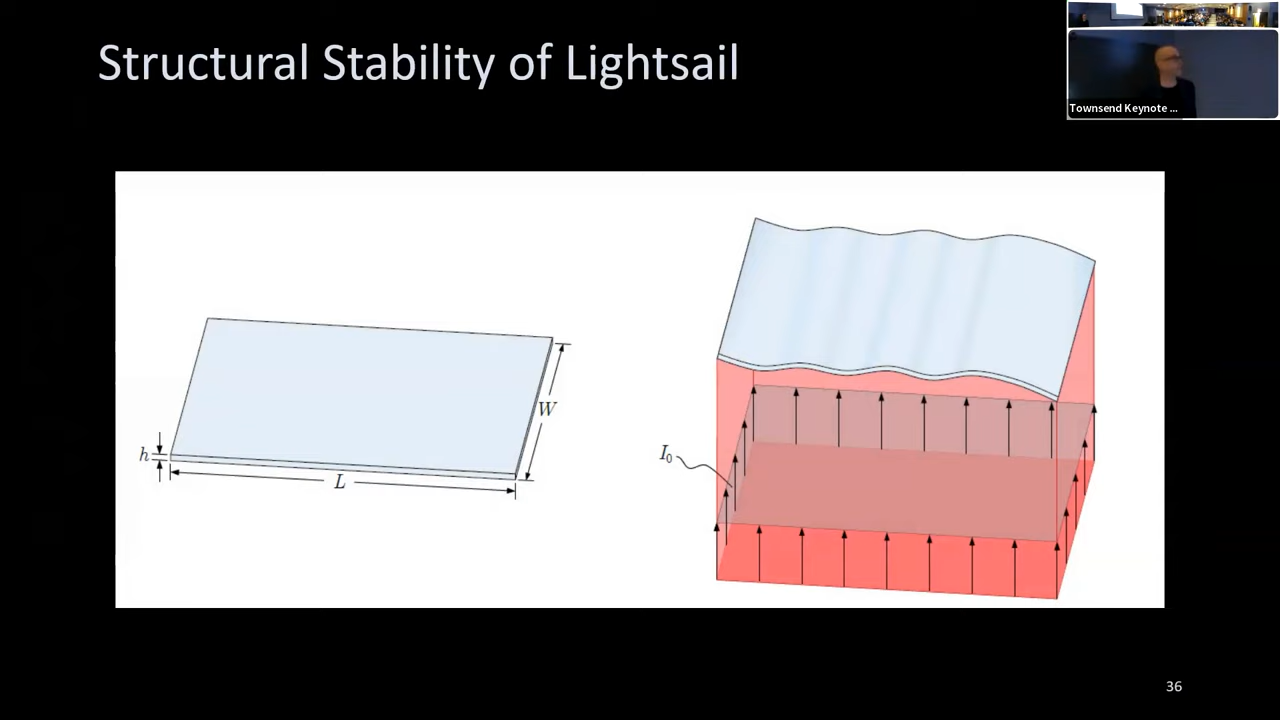 Structural Stability of Lightsail
Townsend Keynote ...
h
L
W
I₀
36